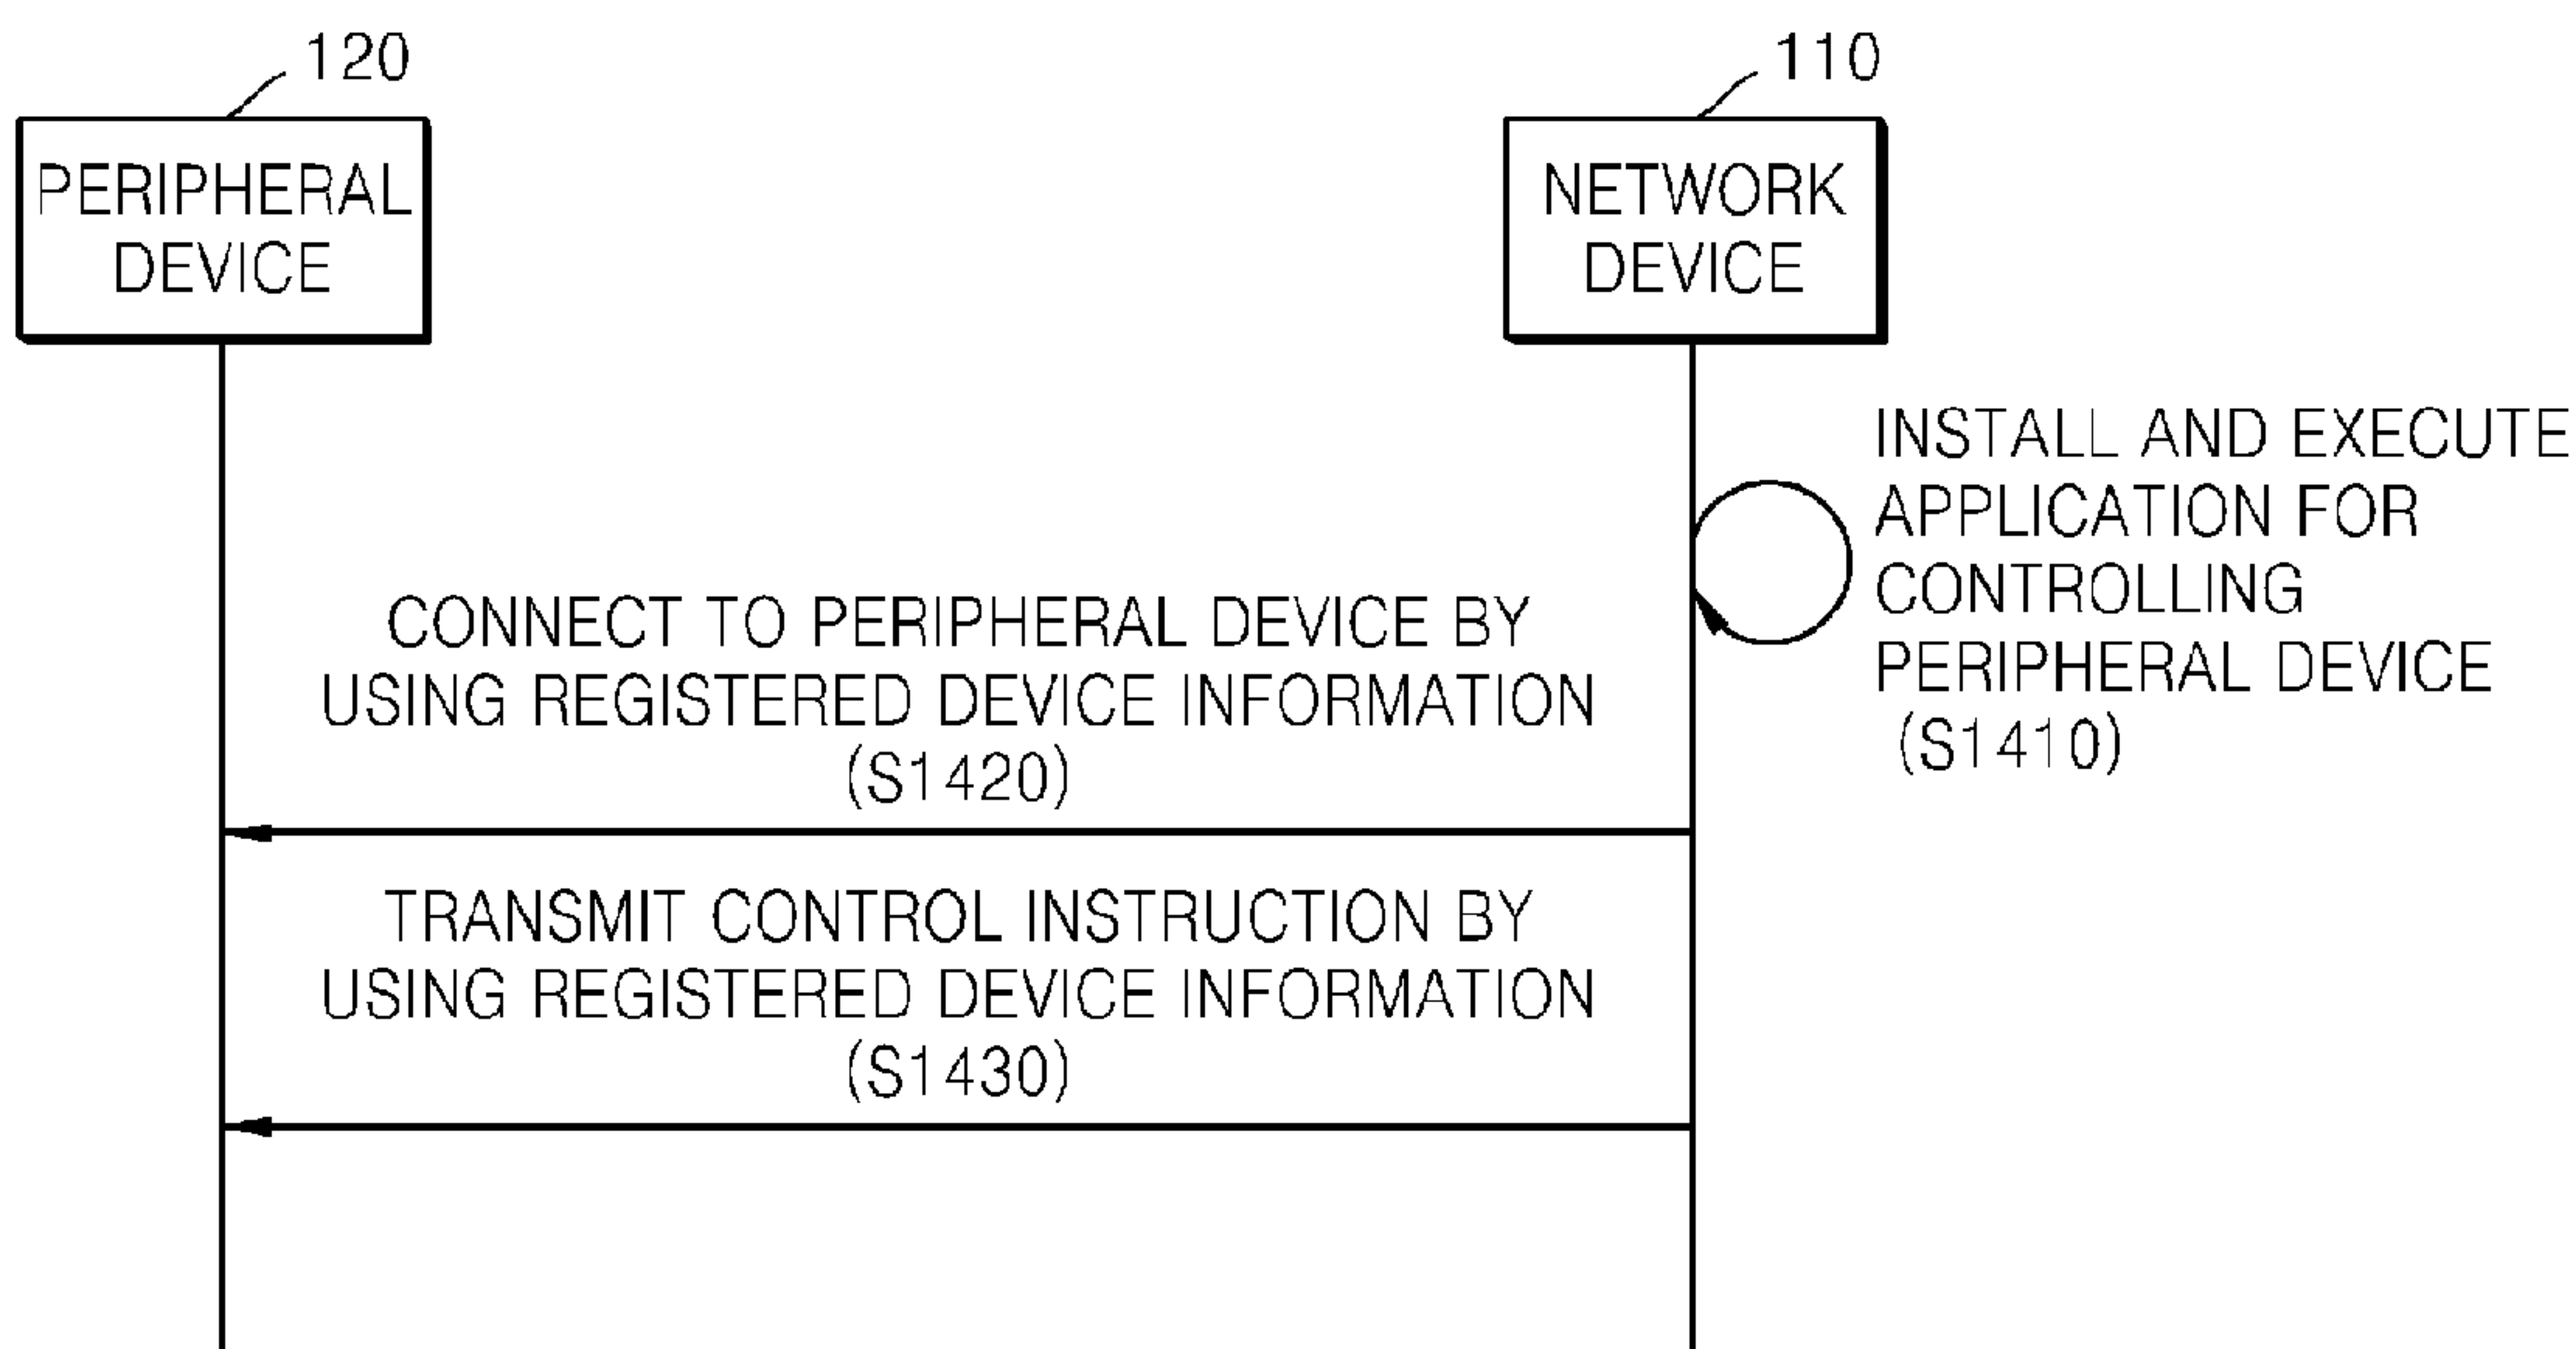 120
110
PERIPHERAL
DEVICE
NETWORK
DEVICE
INSTALL AND EXECUTE
APPLICATION FOR
CONTROLLING
PERIPHERAL DEVICE
(S1410)
CONNECT TO PERIPHERAL DEVICE BY
USING REGISTERED DEVICE INFORMATION
(S1420)
TRANSMIT CONTROL INSTRUCTION BY
USING REGISTERED DEVICE INFORMATION
(S1430)